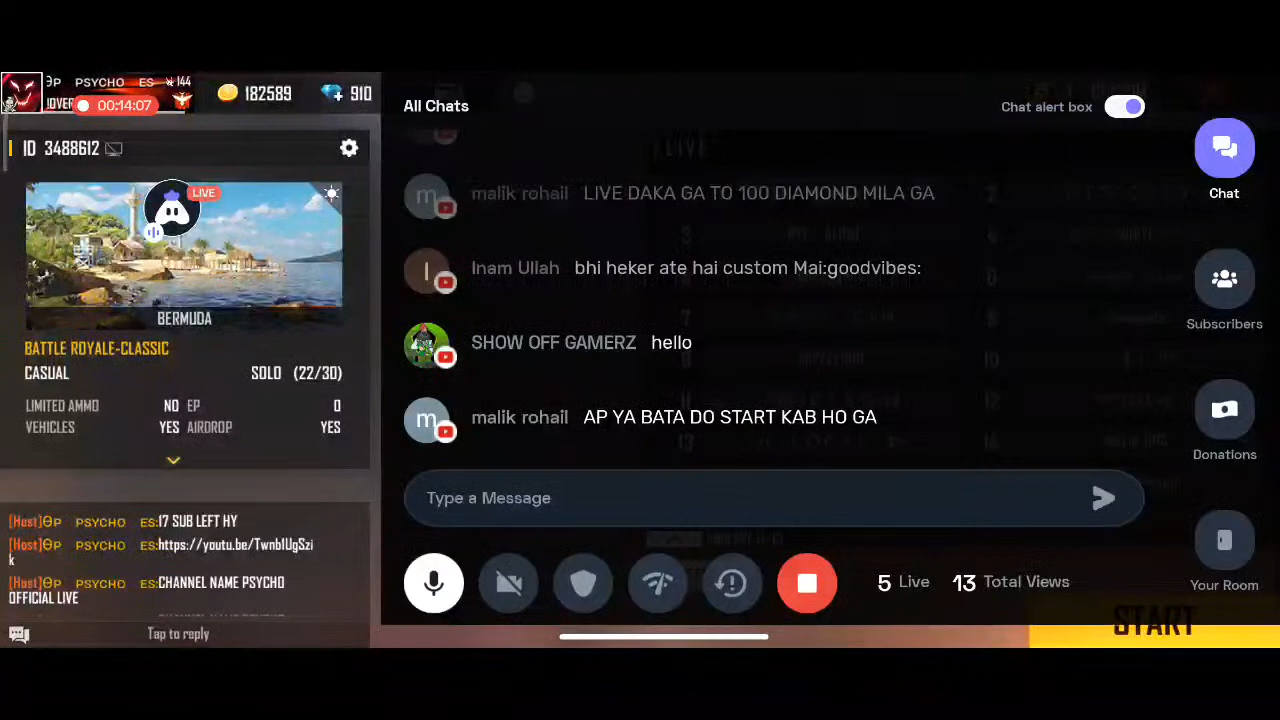 ӨP PSYCHO ES 144
00:14:07
182589
910
ID 3488612
LIVE
BERMUDA
BATTLE ROYALE-CLASSIC
CASUAL SOLO (22/30)
LIMITED AMMO NO EP 0
VEHICLES YES AIRDROP YES
[Host]ӨP PSYCHO ES:17 SUB LEFT HY
[Host]ӨP PSYCHO ES:https://youtu.be/Twnb1UgSzi
k
[Host]ӨP PSYCHO ES:CHANNEL NAME PSYCHO
OFFICIAL LIVE
Tap to reply
All Chats
Chat alert box
m malik rohail LIVE DAKA GA TO 100 DIAMOND MILA GA
I Inam Ullah bhi heker ate hai custom Mai:goodvibes:
SHOW OFF GAMERZ hello
m malik rohail AP YA BATA DO START KAB HO GA
Type a Message
5 Live 13 Total Views
Chat
Subscribers
Donations
Your Room
START